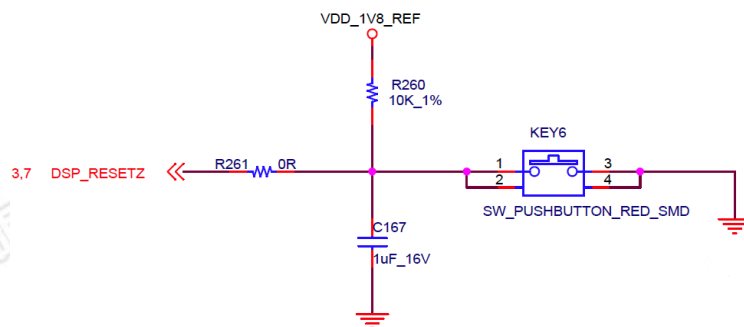 VDD_1V8_REF
R260
10K_1%
KEY6
3,7 DSP_RESETZ
R261 0R
1 3
2 4
SW_PUSHBUTTON_RED_SMD
C167
1uF_16V